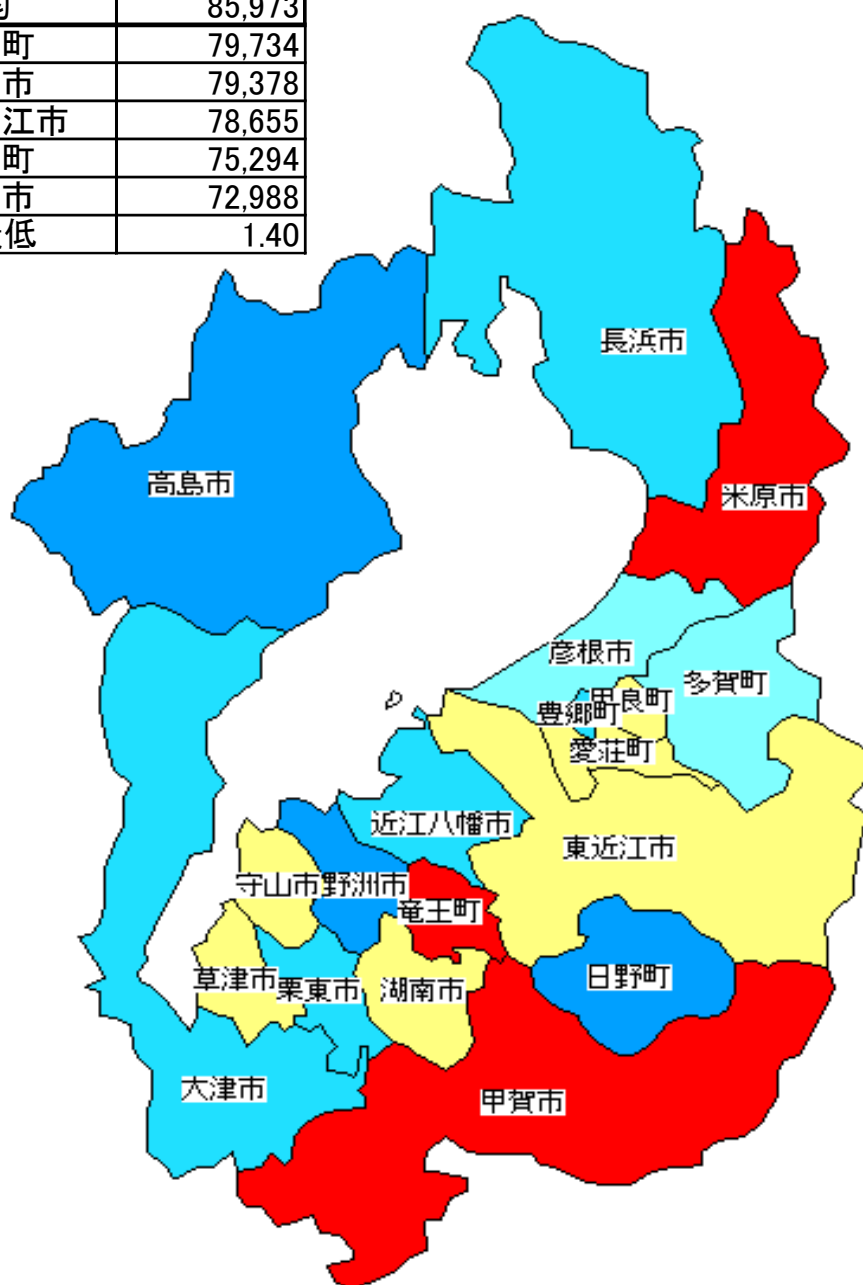 85,973
町 79,734
市 79,378
江市 78,655
町 75,294
市 72,988
低 1.40
長浜市
高島市
米原市
彦根市
多賀町
甲良町
豊郷町
愛荘町
近江八幡市
東近江市
守山市
野洲市
竜王町
草津市
栗東市
湖南市
日野町
大津市
甲賀市